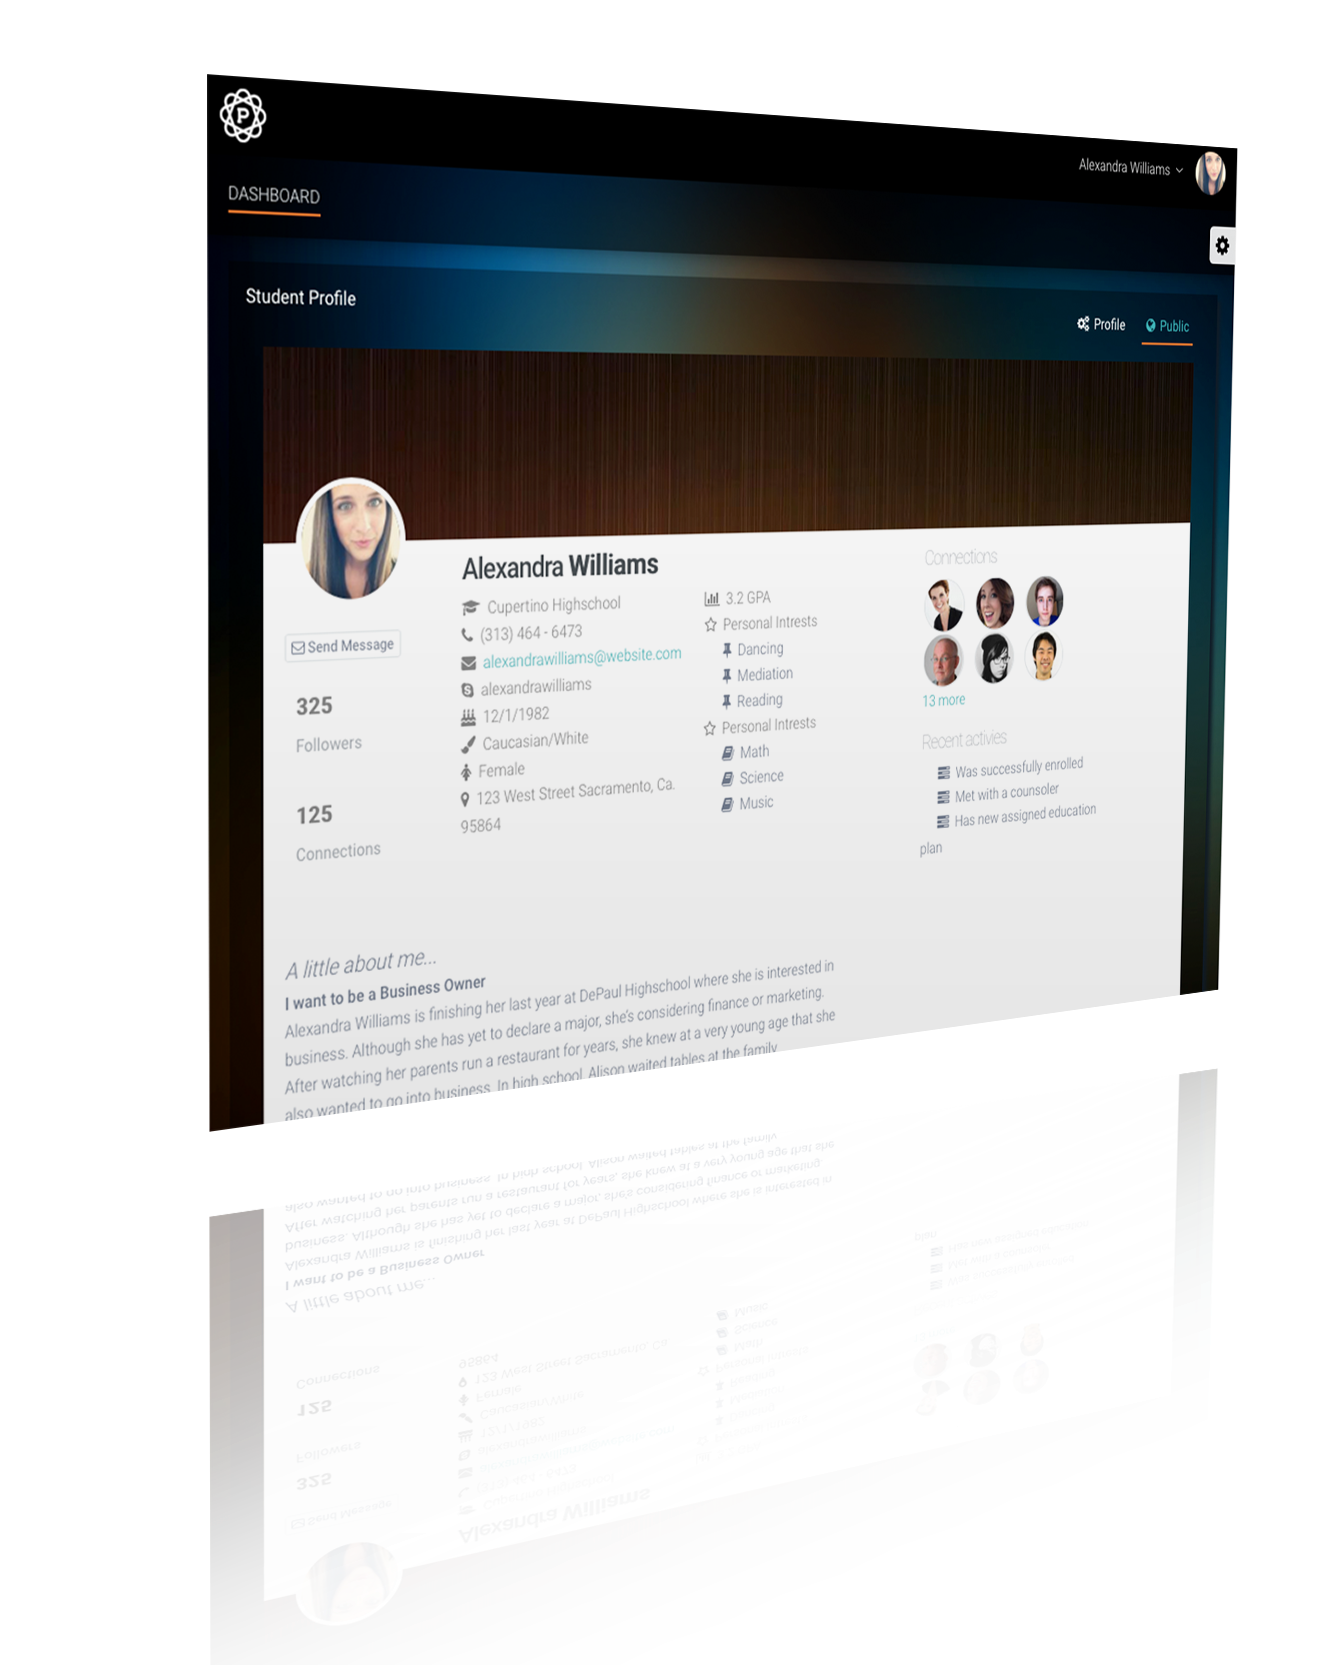 P
Alexandra Williams
DASHBOARD
Student Profile
Profile
Public
Alexandra Williams
Cupertino Highschool
(313) 464 - 6473
alexandrawilliams@website.com
alexandrawilliams
12/1/1982
Caucasian/White
Female
123 West Street Sacramento, Ca.
95864
Send Message
325
Followers
125
Connections
3.2 GPA
Personal Intrests
Dancing
Mediation
Reading
Personal Intrests
Math
Science
Music
Connections
13 more
Recent activies
Was successfully enrolled
Met with a counsoler
Has new assigned education
plan
A little about me...
I want to be a Business Owner
Alexandra Williams is finishing her last year at DePaul Highschool where she is interested in
business. Although she has yet to declare a major, she's considering finance or marketing.
After watching her parents run a restaurant for years, she knew at a very young age that she
also wanted to go into business. In high school, Alison waited tables at the family